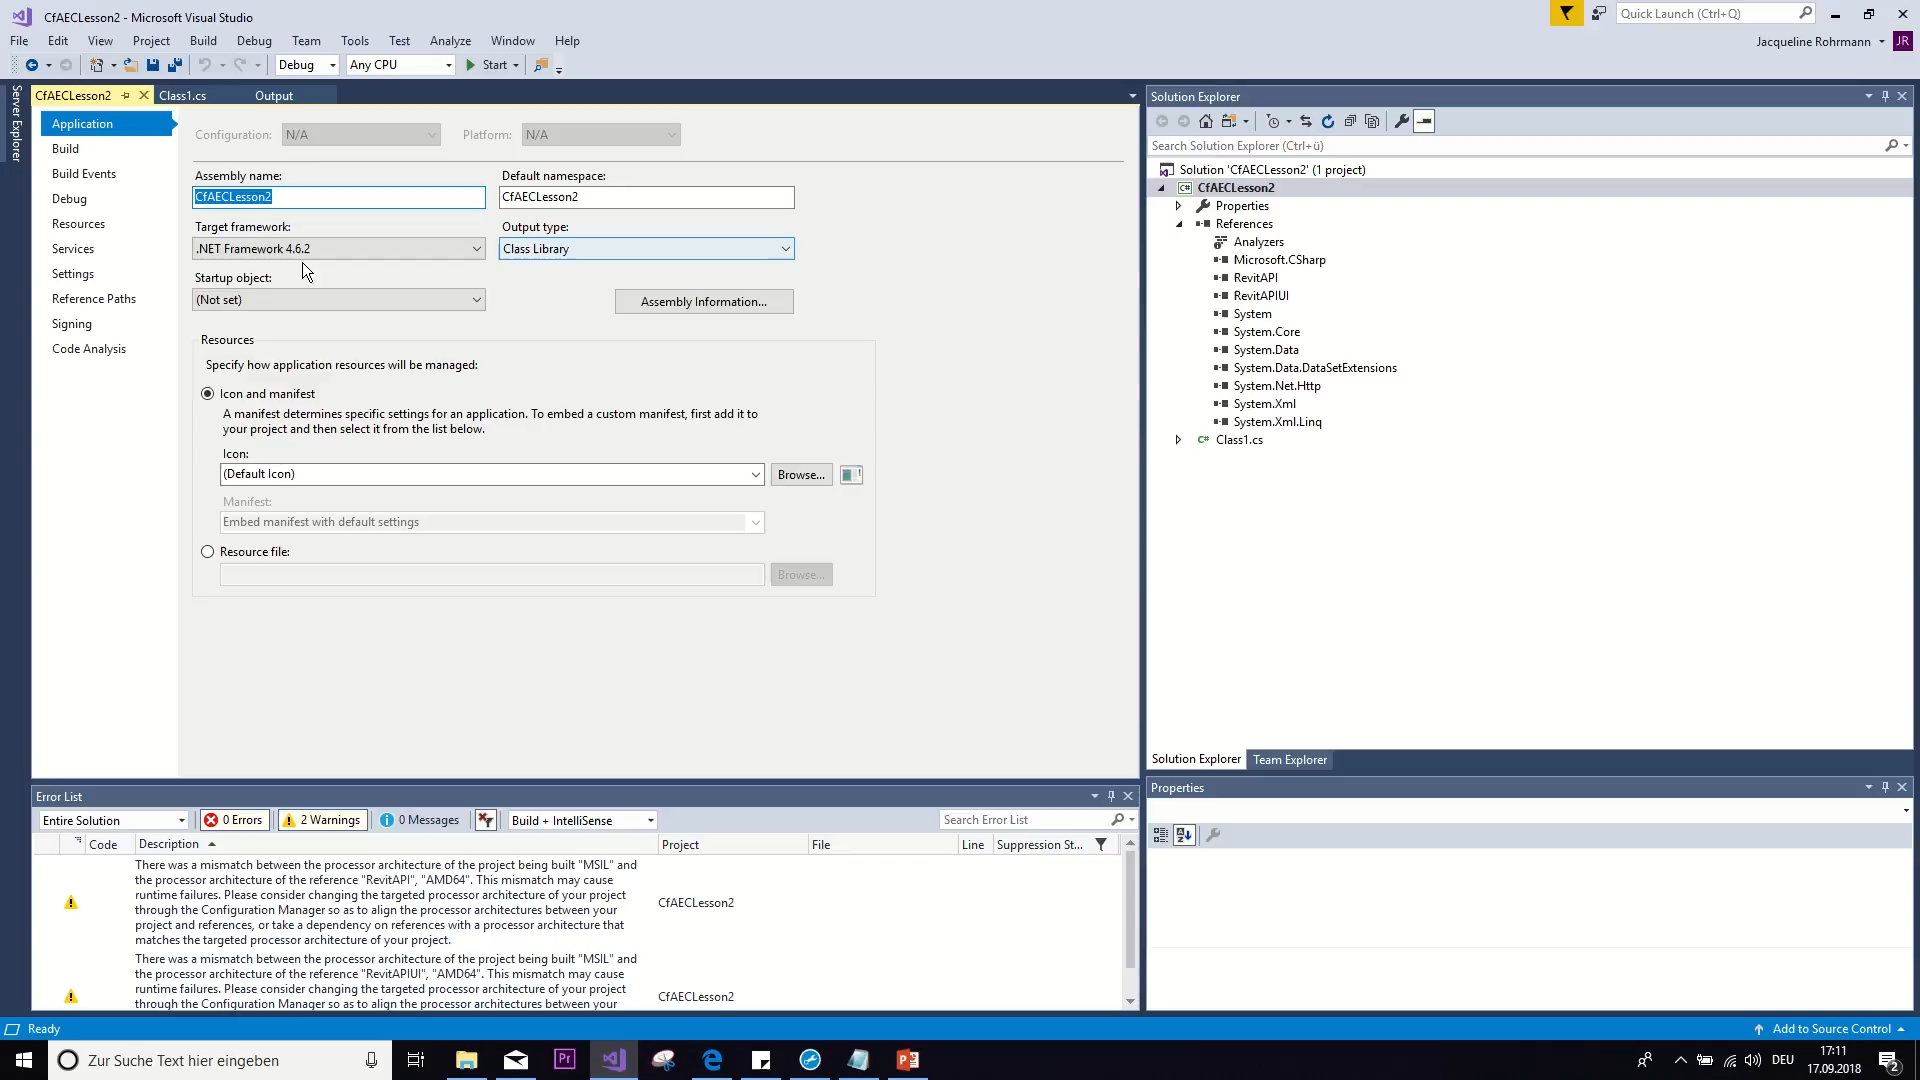 CfAECLesson2 - Microsoft Visual Studio
Quick Launch (Ctrl+Q)
File Edit View Project Build Debug Team Tools Test Analyze Window Help
Jacqueline Rohrmann JR
Debug Any CPU Start
Server Explorer
CfAECLesson2 Class1.cs Output
Application
Build
Build Events
Debug
Resources
Services
Settings
Reference Paths
Signing
Code Analysis
Configuration: N/A Platform: N/A
Assembly name: Default namespace:
CfAECLesson2 CfAECLesson2
Target framework: Output type:
.NET Framework 4.6.2 Class Library
Startup object:
(Not set) Assembly Information...
Resources
Specify how application resources will be managed:
Icon and manifest
A manifest determines specific settings for an application. To embed a custom manifest, first add it to
your project and then select it from the list below.
Icon:
(Default Icon) Browse...
Manifest:
Embed manifest with default settings
Resource file:
Browse...
Solution Explorer
Search Solution Explorer (Ctrl+ü)
Solution 'CfAECLesson2' (1 project)
C# CfAECLesson2
Properties
References
Analyzers
Microsoft.CSharp
RevitAPI
RevitAPIUI
System
System.Core
System.Data
System.Data.DataSetExtensions
System.Net.Http
System.Xml
System.Xml.Linq
C# Class1.cs
Solution Explorer Team Explorer
Properties
Error List
Entire Solution 0 Errors 2 Warnings 0 Messages Build + IntelliSense Search Error List
Code Description Project File Line Suppression St...
There was a mismatch between the processor architecture of the project being built "MSIL" and
the processor architecture of the reference "RevitAPI", "AMD64". This mismatch may cause
runtime failures. Please consider changing the targeted processor architecture of your project
through the Configuration Manager so as to align the processor architectures between your
project and references, or take a dependency on references with a processor architecture that
matches the targeted processor architecture of your project.
CfAECLesson2
There was a mismatch between the processor architecture of the project being built "MSIL" and
the processor architecture of the reference "RevitAPIUI", "AMD64". This mismatch may cause
runtime failures. Please consider changing the targeted processor architecture of your project
through the Configuration Manager so as to align the processor architectures between your
CfAECLesson2
Ready
Add to Source Control
Zur Suche Text hier eingeben
Pr
DEU
17:11
17.09.2018
2